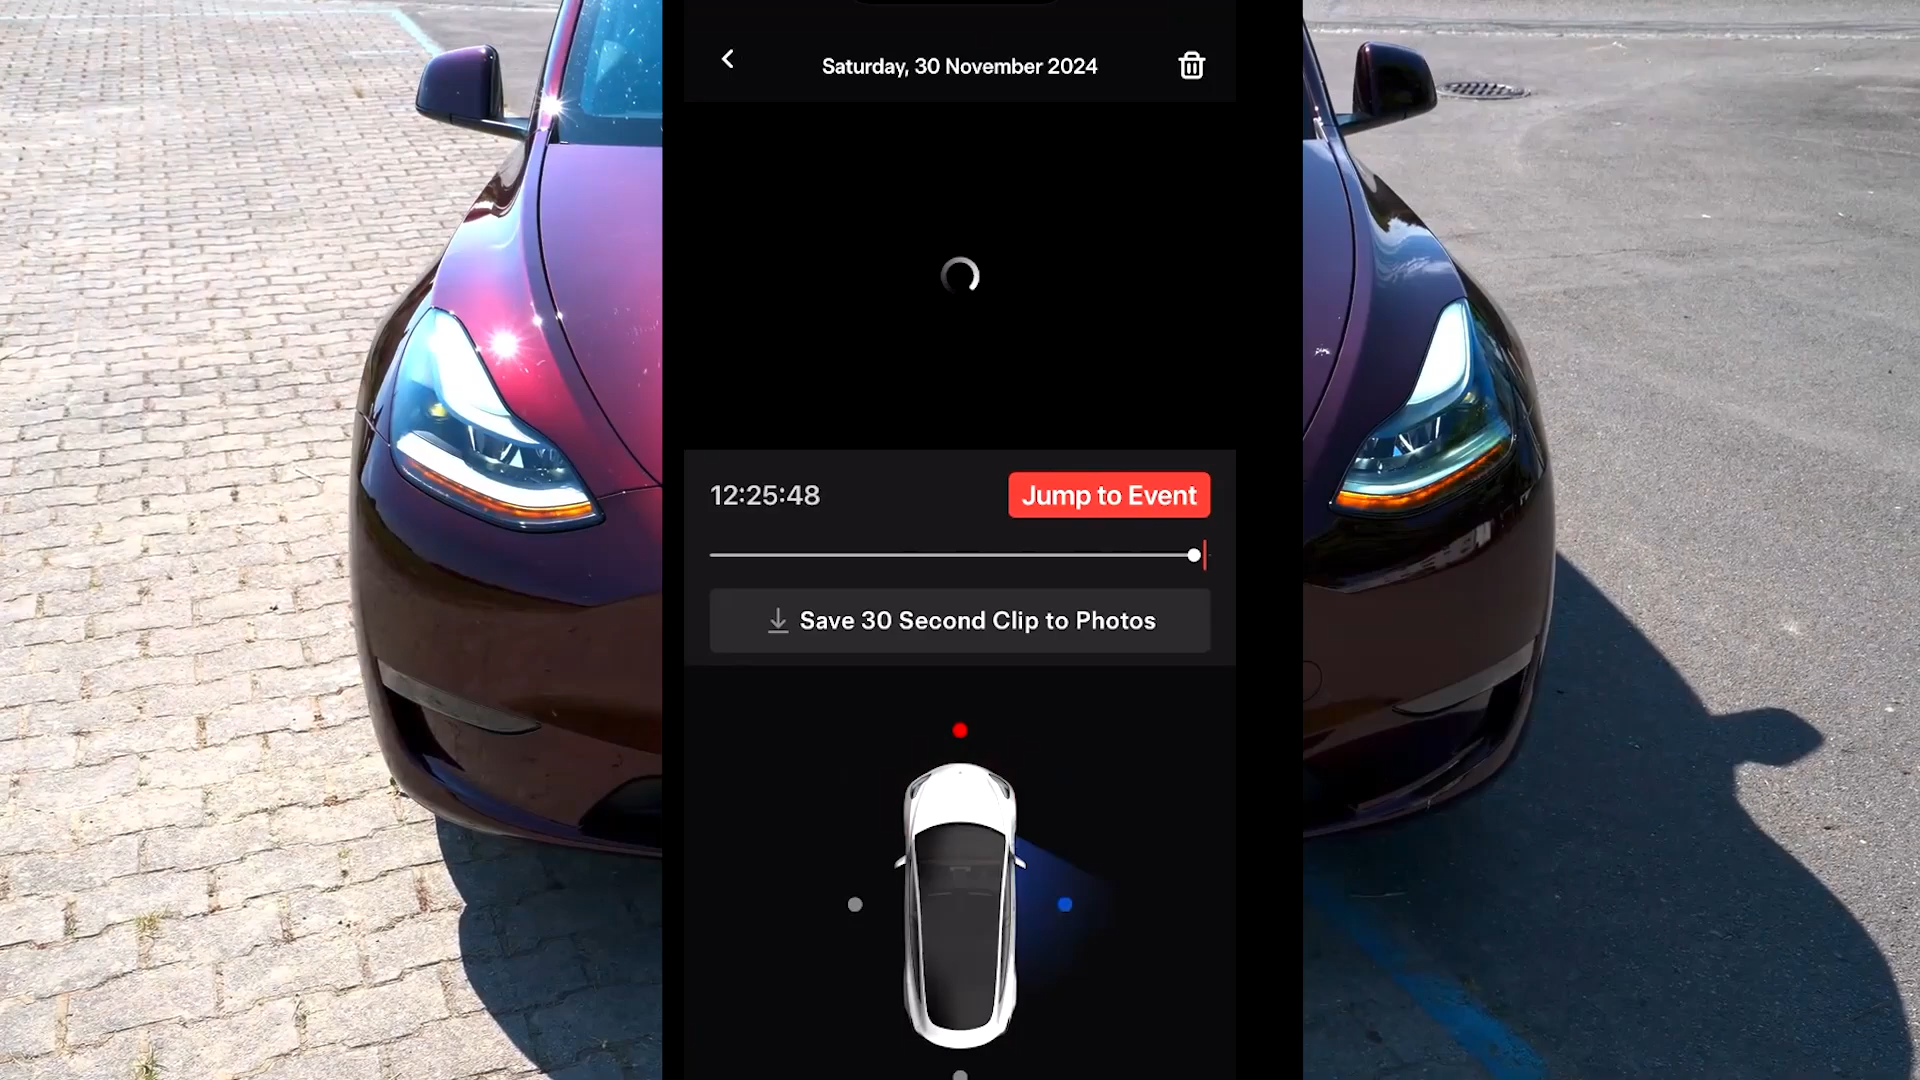 Saturday, 30 November 2024
12:25:48
Jump to Event
Save 30 Second Clip to Photos